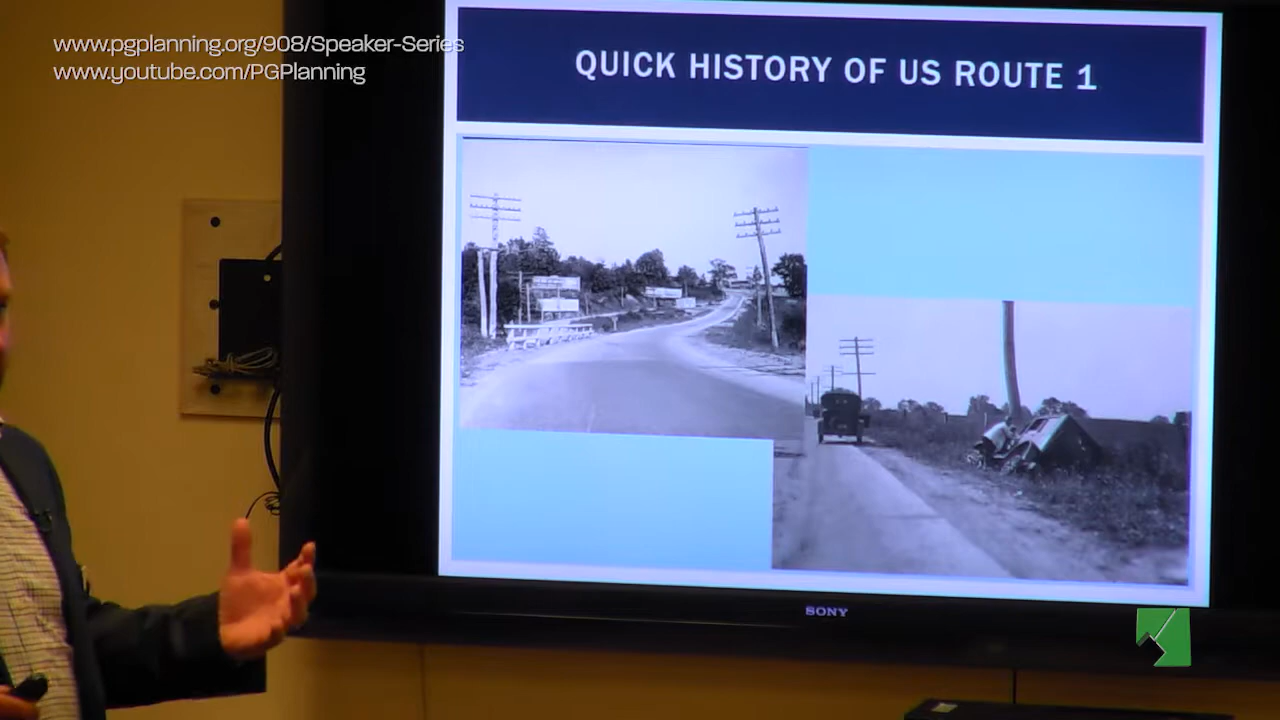 www.pgplanning.org/908/Speaker-Series
www.youtube.com/PGPlanning
QUICK HISTORY OF US ROUTE 1
SONY